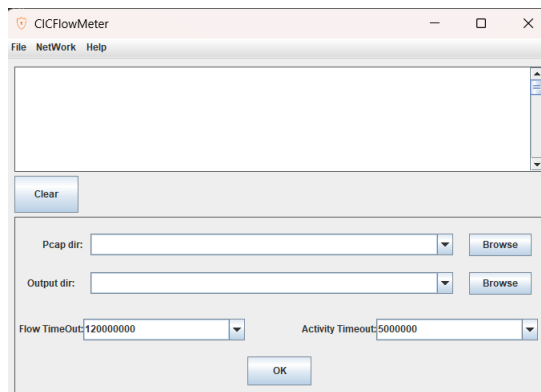 CICFlowMeter
File NetWork Help
Clear
Pcap dir: Browse
Output dir: Browse
Flow TimeOut: 120000000 Activity Timeout: 5000000
OK